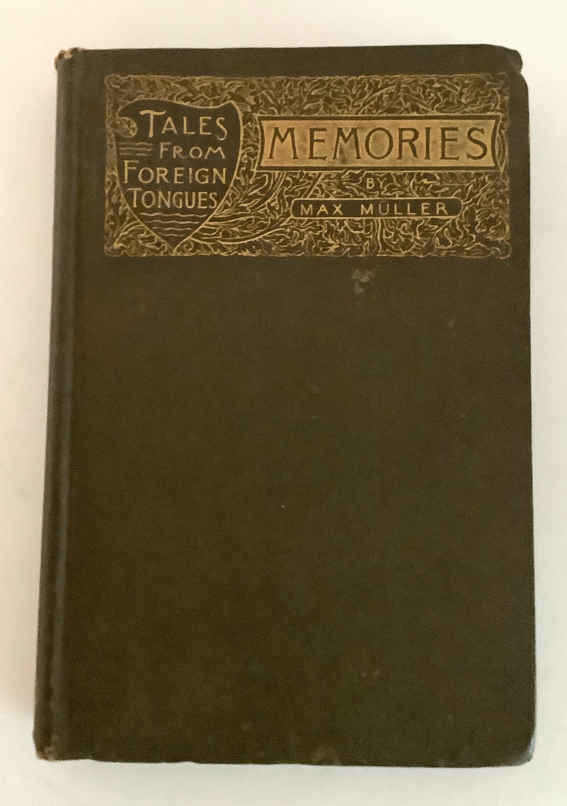 TALES
FROM
FOREIGN
TONGUES
MEMORIES
BY
MAX MÜLLER